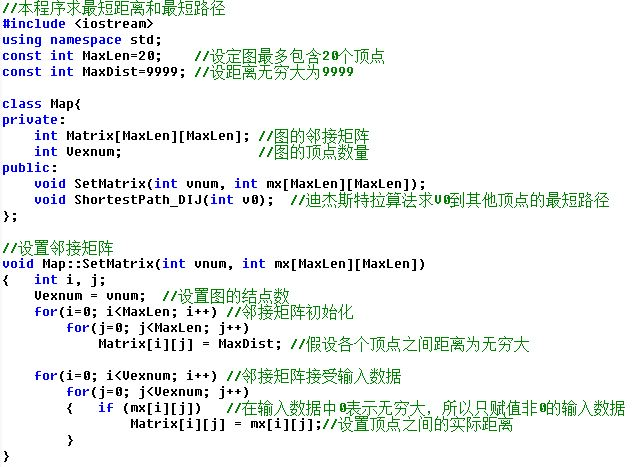 //本程序求最短距离和最短路径
#include <iostream>
using namespace std;
const int MaxLen=20;    //设定图最多包含20个顶点
const int MaxDist=9999; //设距离无穷大为9999
class Map{
private:
    int Matrix[MaxLen][MaxLen]; //图的邻接矩阵
    int Vexnum;                 //图的顶点数量
public:
    void SetMatrix(int vnum, int mx[MaxLen][MaxLen]);
    void ShortestPath_DIJ(int v0);  //迪杰斯特拉算法求V0到其他顶点的最短路径
};
//设置邻接矩阵
void Map::SetMatrix(int vnum, int mx[MaxLen][MaxLen])
{   int i, j;
    Vexnum = vnum;  //设置图的结点数
    for(i=0; i<MaxLen; i++) //邻接矩阵初始化
        for(j=0; j<MaxLen; j++)
            Matrix[i][j] = MaxDist; //假设各个顶点之间距离为无穷大
    for(i=0; i<Vexnum; i++) //邻接矩阵接受输入数据
        for(j=0; j<Vexnum; j++)
        {   if (mx[i][j])   //在输入数据中0表示无穷大，所以只赋值非0的输入数据
                Matrix[i][j] = mx[i][j];//设置顶点之间的实际距离
        }
}